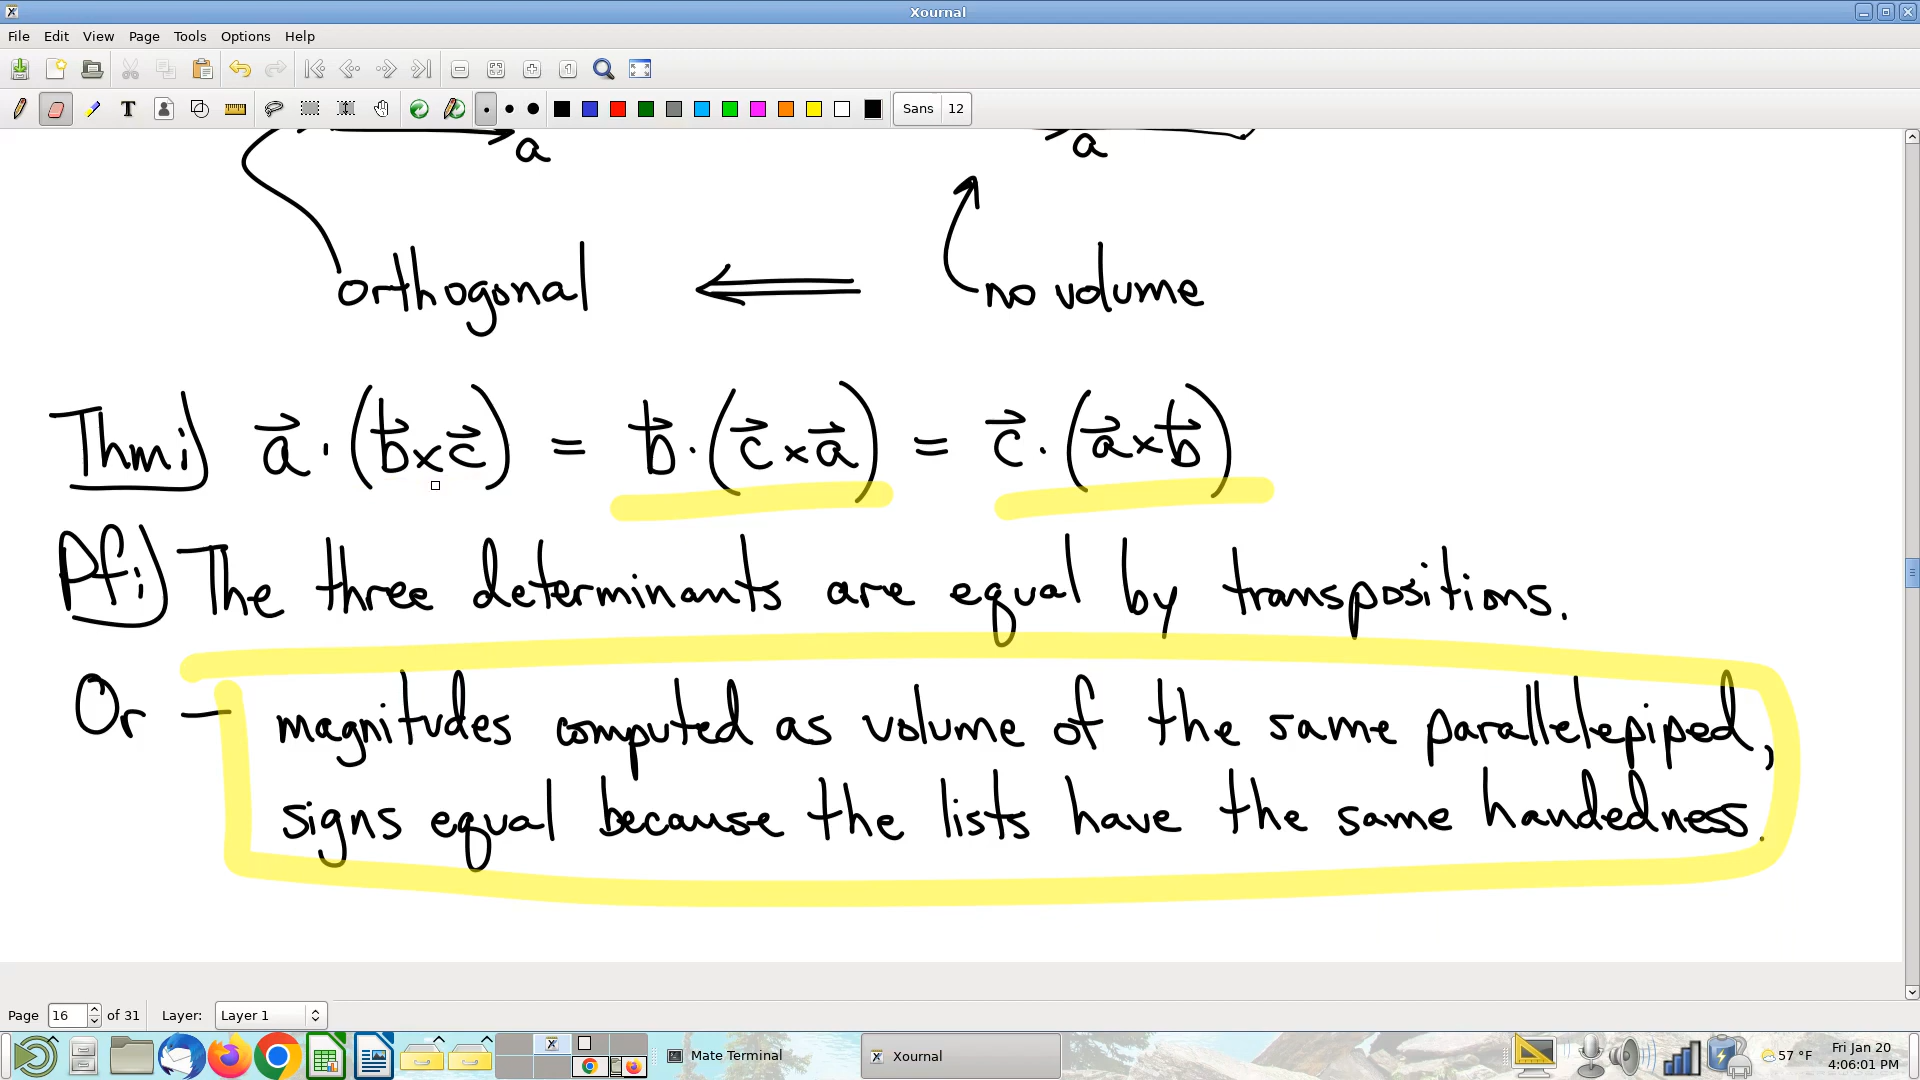 Xournal
File Edit View Page Tools Options Help
Sans 12
a a
orthogonal ⟸ no volume
Thm:) a⃗ · (b⃗ × c⃗) = b⃗ · (c⃗ × a⃗) = c⃗ · (a⃗ × b⃗)
Pf:) The three determinants are equal by transpositions.
Or — magnitudes computed as volume of the same parallelepiped,
signs equal because the lists have the same handedness.
Page 16 of 31 Layer: Layer 1
Mate Terminal Xournal 57 °F Fri Jan 20
4:06:01 PM